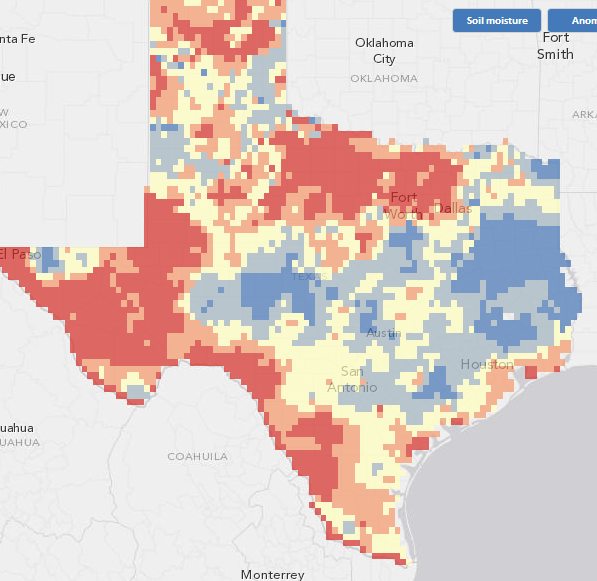 Soil moisture
Anom
Fort
Smith
nta Fe
Oklahoma
City
OKLAHOMA
ue
W
XICO
ARKA
Fort
Worth
Dallas
El Paso
TEXAS
Austin
Houston
San
Antonio
uahua
UAHUA
COAHUILA
Monterrey